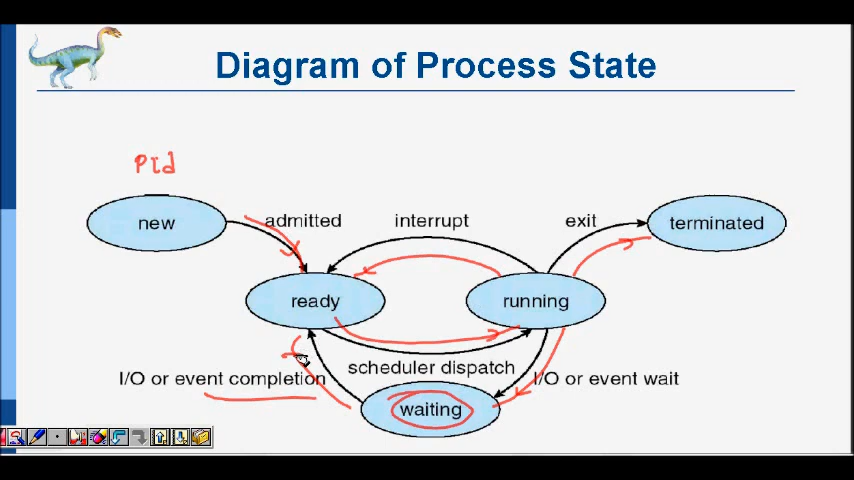 Diagram of Process State
PId
new
admitted
interrupt
exit
terminated
ready
running
scheduler dispatch
I/O or event completion
I/O or event wait
waiting